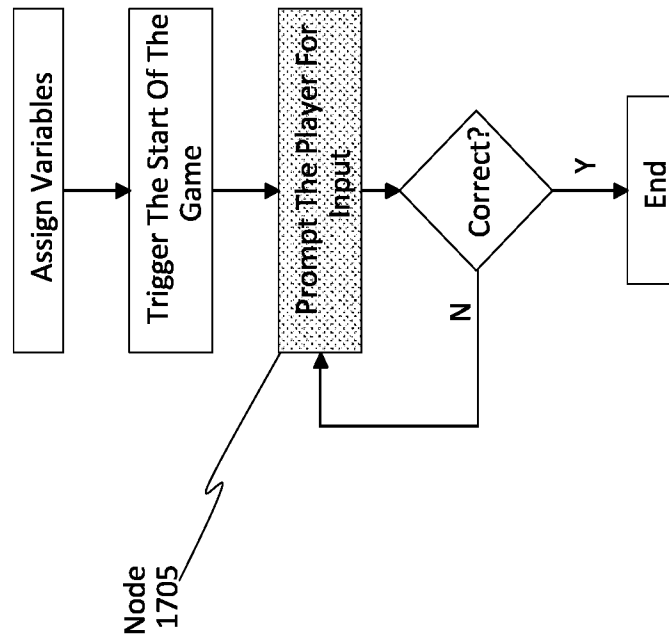 Assign Variables
Trigger The Start Of The
Game
Prompt The Player For
Input
Node
1705
Correct?
N
Y
End